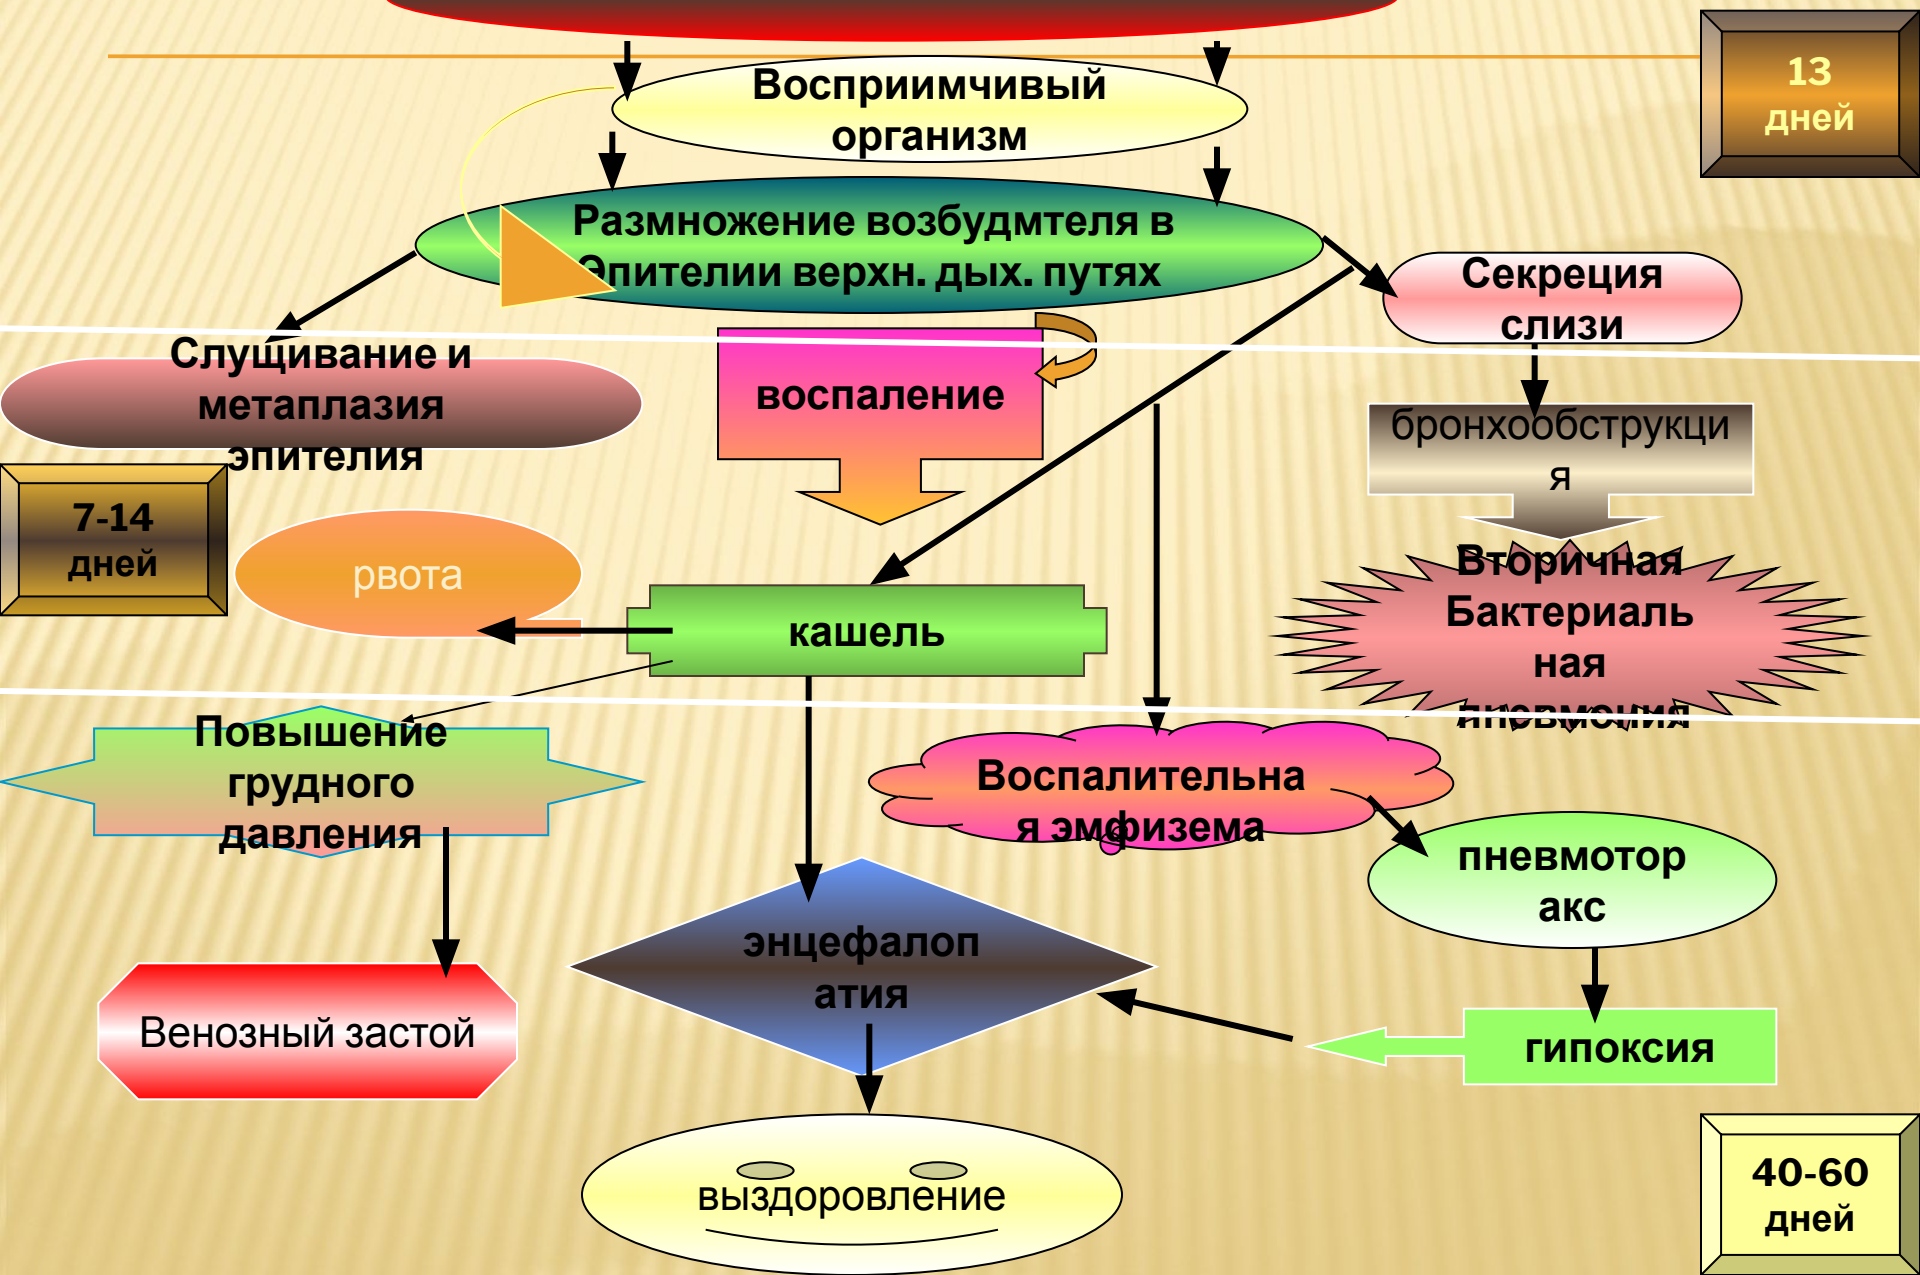 13
дней
Восприимчивый
организм
Размножение возбудмтеля в
Эпителии верхн. дых. путях
Секреция
слизи
Слущивание и
метаплазия
эпителия
воспаление
бронхообструкци
я
7-14
дней
рвота
кашель
Вторичная
Бактериаль
ная
пневмония
Повышение
грудного
давления
Воспалительна
я эмфизема
пневмотор
акс
энцефалоп
атия
Венозный застой
гипоксия
выздоровление
40-60
дней